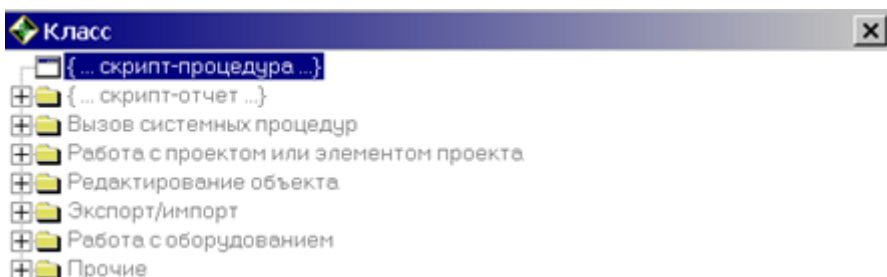 Класс
{ ... скрипт-процедура ...}
{ ... скрипт-отчет ...}
Вызов системных процедур
Работа с проектом или элементом проекта
Редактирование объекта
Экспорт/импорт
Работа с оборудованием
Прочие